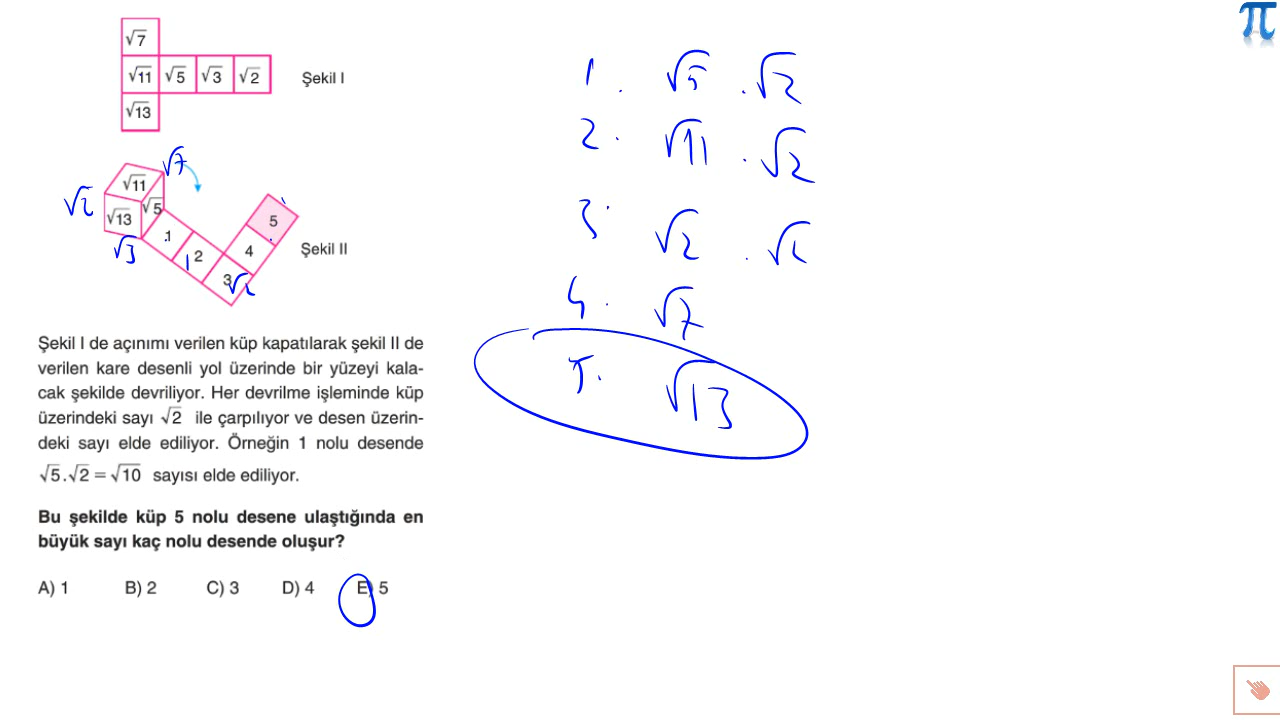 √7
√11 √5 √3 √2 Şekil I
√13
√7
√11
√2 √13 √5
√3 1 2 3 4 5
Şekil II
Şekil I de açınımı verilen küp kapatılarak şekil II de
verilen kare desenli yol üzerinde bir yüzeyi kala-
cak şekilde devriliyor. Her devrilme işleminde küp
üzerindeki sayı √2 ile çarpılıyor ve desen üzerin-
deki sayı elde ediliyor. Örneğin 1 nolu desende
√5.√2 = √10 sayısı elde ediliyor.
Bu şekilde küp 5 nolu desene ulaştığında en
büyük sayı kaç nolu desende oluşur?
A) 1 B) 2 C) 3 D) 4 E) 5
1. √5 .√2
2. √11 .√2
3. √2 .
4. √7
5. √13
π